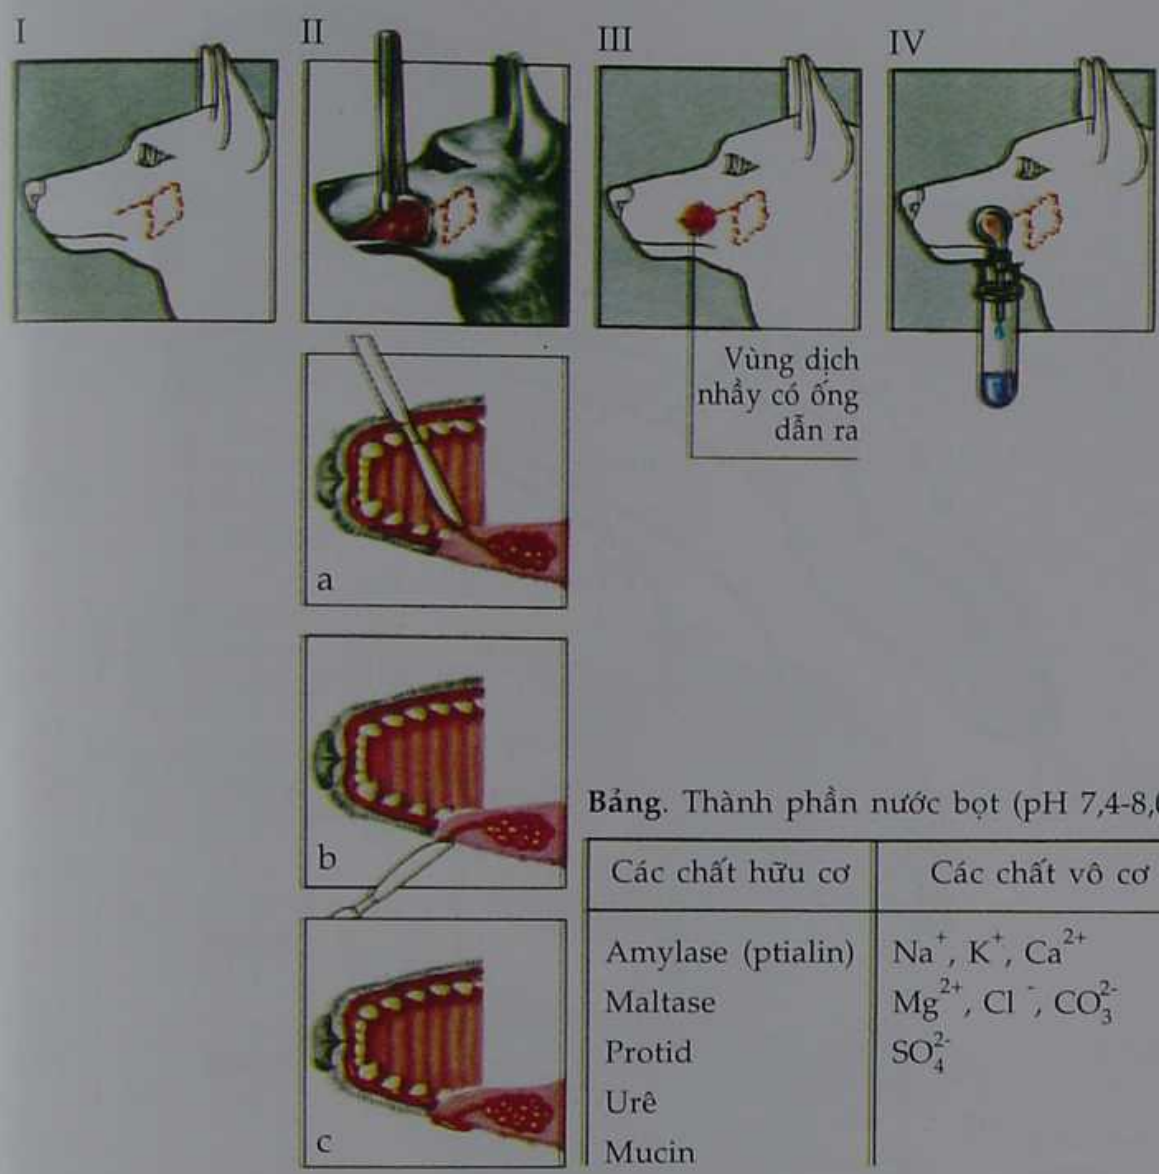 I
II
III
IV
Vùng dịch
nhầy có ống
dẫn ra
a
b
c
Bảng. Thành phần nước bọt (pH 7,4-8,
Các chất hữu cơ Các chất vô cơ
Amylase (ptialin) Na⁺, K⁺, Ca²⁺
Maltase Mg²⁺, Cl⁻, CO₃²⁻
Protid SO₄²⁻
Urê
Mucin